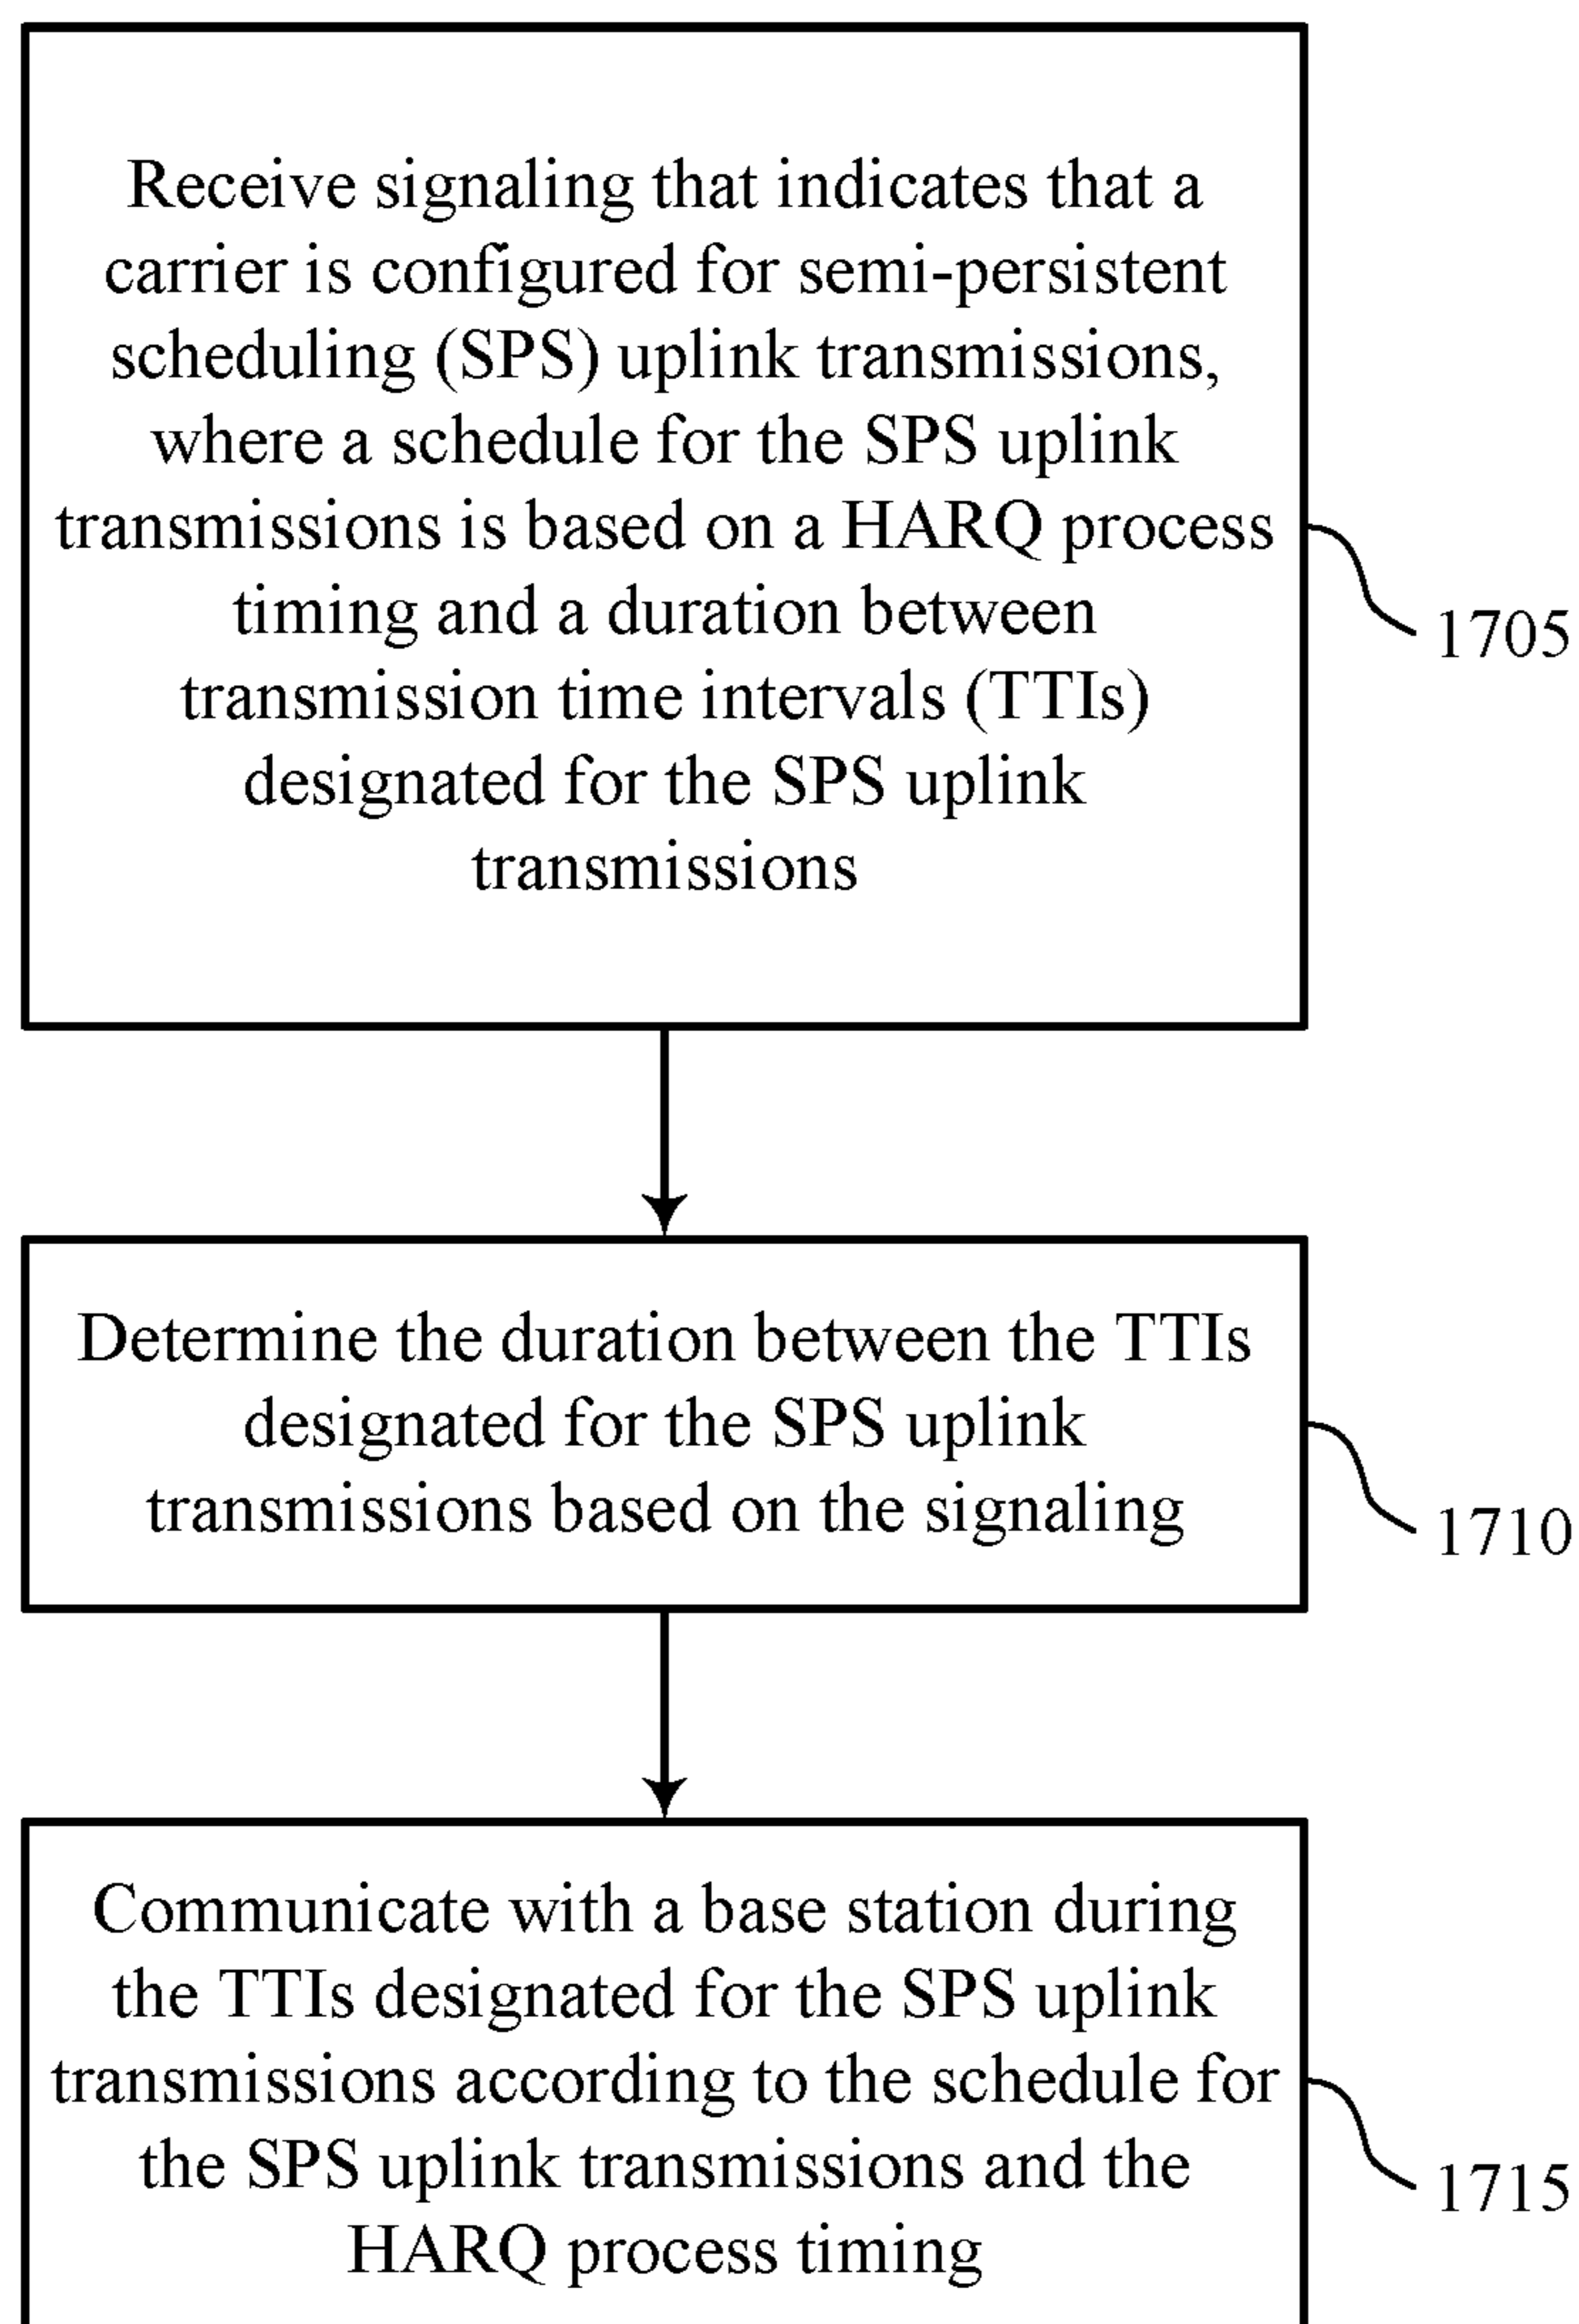 Receive signaling that indicates that a
carrier is configured for semi-persistent
scheduling (SPS) uplink transmissions,
where a schedule for the SPS uplink
transmissions is based on a HARQ process
timing and a duration between
transmission time intervals (TTIs)
designated for the SPS uplink
transmissions
1705
Determine the duration between the TTIs
designated for the SPS uplink
transmissions based on the signaling
1710
Communicate with a base station during
the TTIs designated for the SPS uplink
transmissions according to the schedule for
the SPS uplink transmissions and the
HARQ process timing
1715